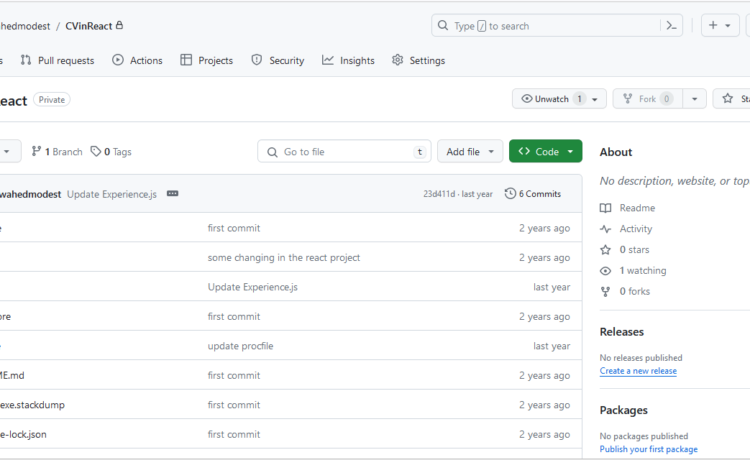 hedmodest / CVinReact
Type / to search
s Pull requests Actions Projects Security Insights Settings
eact Private
Unwatch 1 Fork 0 Sta
1 Branch 0 Tags
Go to file t
Add file
Code
About
No description, website, or top
wahedmodest Update Experience.js
23d411d · last year
6 Commits
e first commit 2 years ago
some changing in the react project 2 years ago
Update Experience.js last year
ore first commit 2 years ago
update procfile last year
ME.md first commit 2 years ago
exe.stackdump first commit 2 years ago
e-lock.json first commit 2 years ago
Readme
Activity
0 stars
1 watching
0 forks
Releases
No releases published
Create a new release
Packages
No packages published
Publish your first package